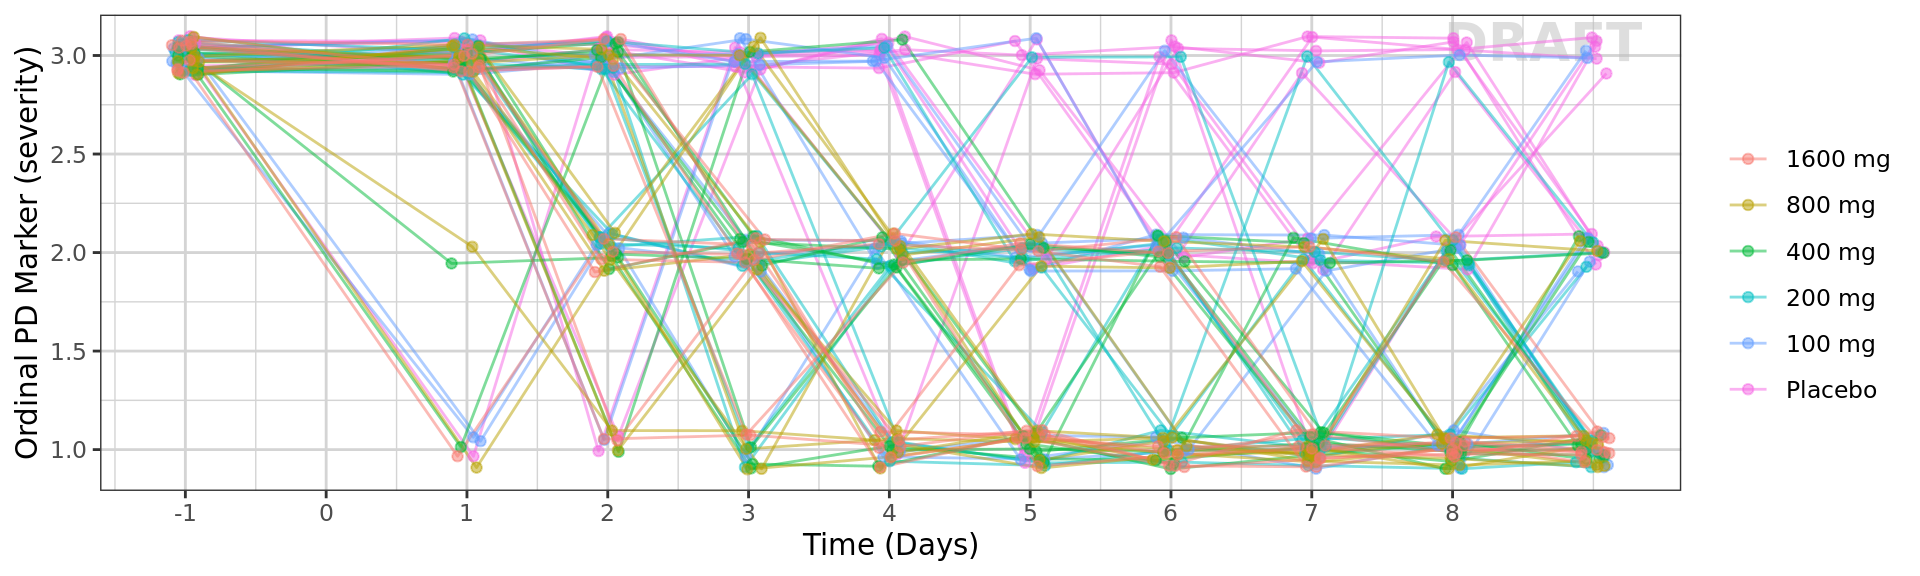 DRAFT
Ordinal PD Marker (severity)
3.0
2.5
2.0
1.5
1.0
-1 0 1 2 3 4 5 6 7 8
Time (Days)
1600 mg
800 mg
400 mg
200 mg
100 mg
Placebo